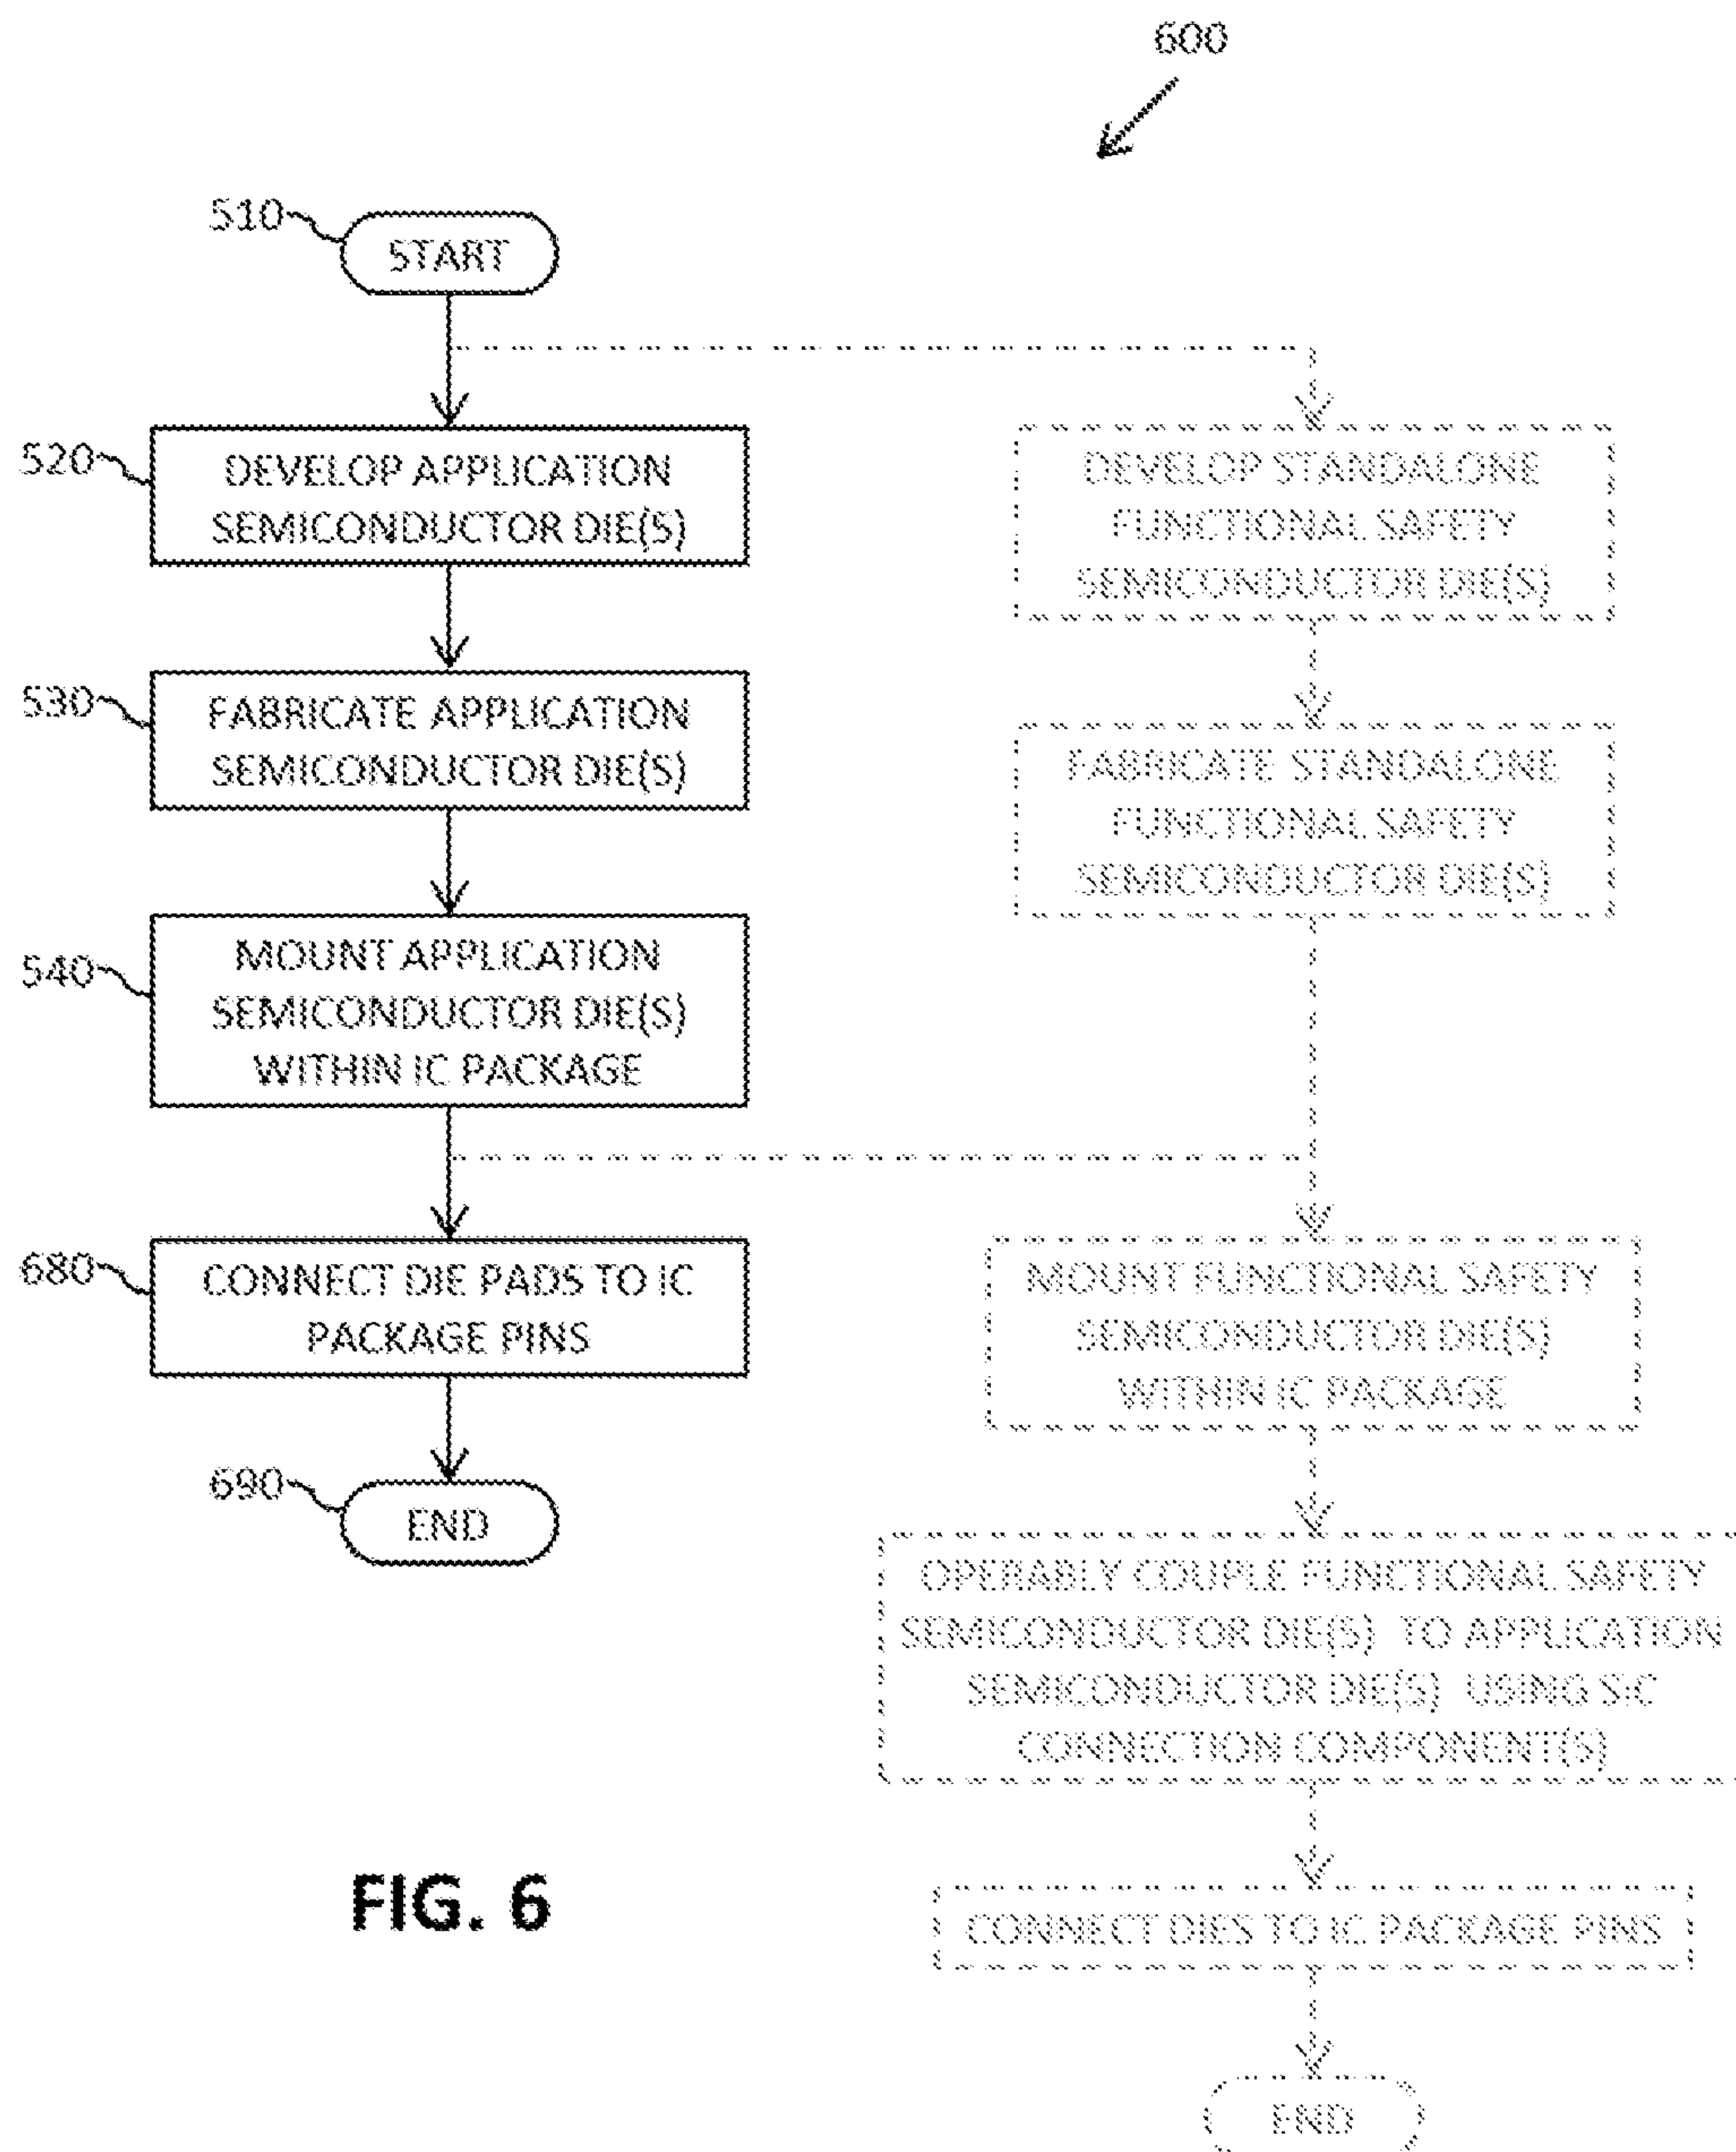 600
510
START
520
DEVELOP APPLICATION
SEMICONDUCTOR DIE(S)
530
FABRICATE APPLICATION
SEMICONDUCTOR DIE(S)
540
MOUNT APPLICATION
SEMICONDUCTOR DIE(S)
WITHIN IC PACKAGE
680
CONNECT DIE PADS TO IC
PACKAGE PINS
690
END
DEVELOP STANDALONE
FUNCTIONAL SAFETY
SEMICONDUCTOR DIE(S)
FABRICATE STANDALONE
FUNCTIONAL SAFETY
SEMICONDUCTOR DIE(S)
MOUNT FUNCTIONAL SAFETY
SEMICONDUCTOR DIE(S)
WITHIN IC PACKAGE
OPERABLY COUPLE FUNCTIONAL SAFETY
SEMICONDUCTOR DIE(S) TO APPLICATION
SEMICONDUCTOR DIE(S) USING SiC
CONNECTION COMPONENT(S)
CONNECT DIES TO IC PACKAGE PINS
END
FIG. 6